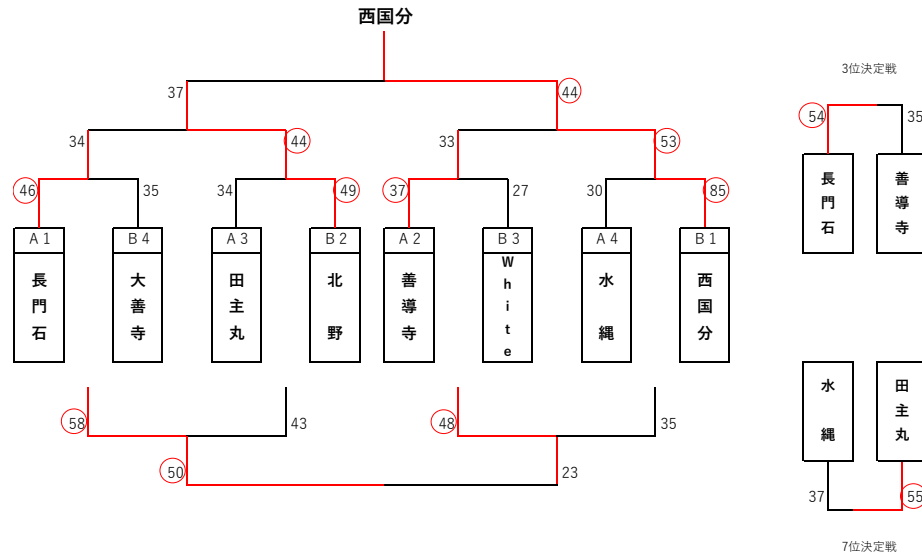 西国分
3位決定戦
37
44
54
35
34
44
33
53
46
35
34
49
37
27
30
85
長門石
善導寺
A1
B4
A3
B2
A2
B3
A4
B1
長門石
大善寺
田主丸
北野
善導寺
White
水縄
西国分
58
43
48
35
水縄
田主丸
50
23
37
55
7位決定戦